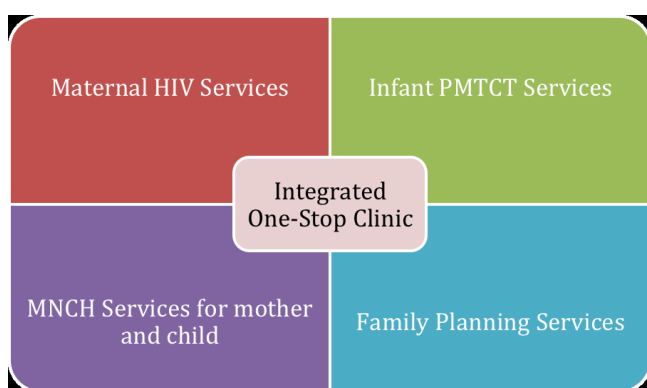 Maternal HIV Services
Infant PMTCT Services
Integrated
One-Stop Clinic
MNCH Services for mother
and child
Family Planning Services